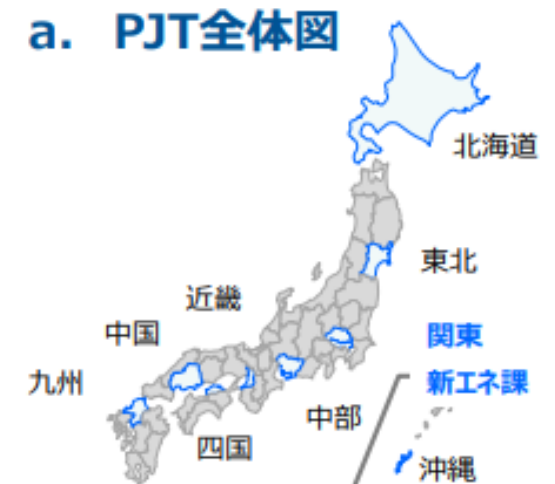 a. PJT全体図
北海道
東北
近畿
中国
関東
九州
新エネ課
中部
四国
沖縄